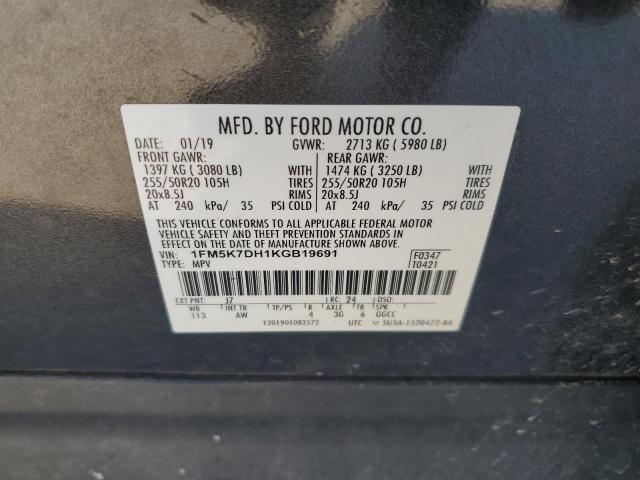 MFD. BY FORD MOTOR CO.
DATE: 01/19 GVWR: 2713 KG ( 5980 LB)
FRONT GAWR: REAR GAWR:
1397 KG ( 3080 LB) WITH 1474 KG ( 3250 LB) WITH
255/50R20 105H TIRES 255/50R20 105H TIRES
20x8.5J RIMS 20x8.5J RIMS
AT 240 kPa/ 35 PSI COLD AT 240 kPa/ 35 PSI COLD
THIS VEHICLE CONFORMS TO ALL APPLICABLE FEDERAL MOTOR
VEHICLE SAFETY STANDARDS AND BUMPER STANDARDS IN
EFFECT ON THE DATE OF MANUFACTURE SHOWN ABOVE.
VIN: 1FM5K7DH1KGB19691 F0347
TYPE: MPV T0421
EXT PNT: J7 RC: 24 DSO:
WB INT TR TP/PS R AXLE TR SPR
113 AW 4 3G 6 GGCC
1201901083572 UTC 5U5A-1520472-BA